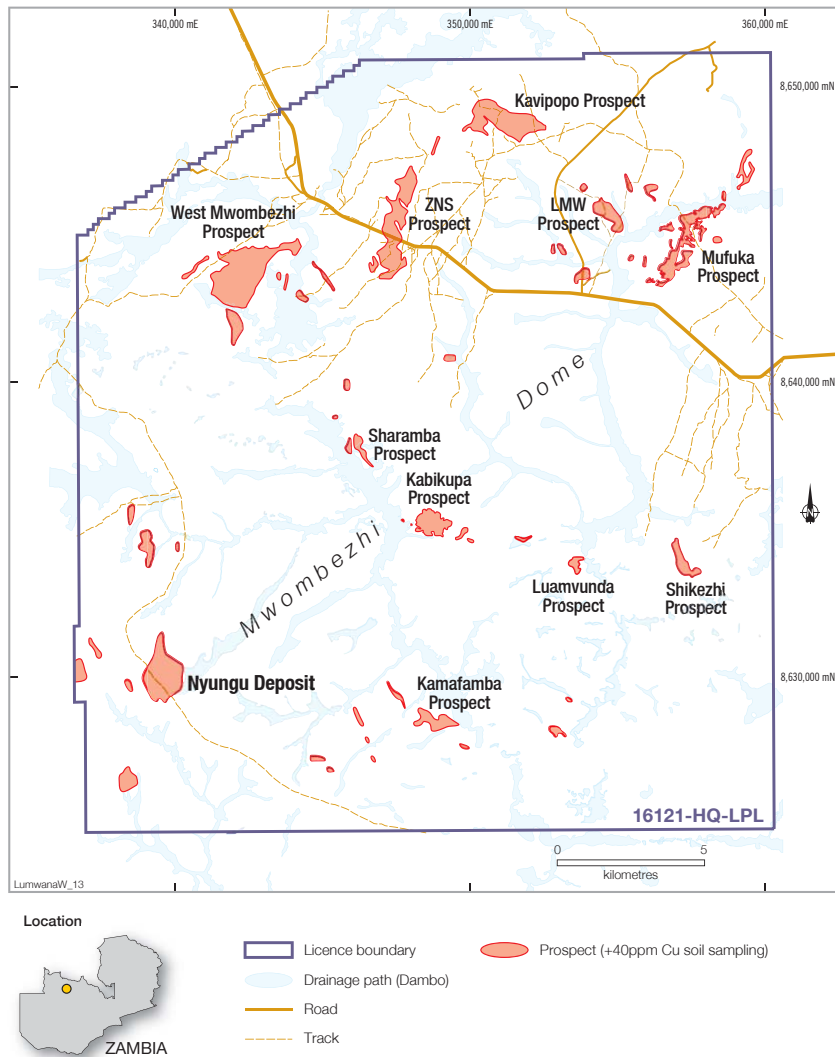 340,000 mE
350,000 mE
360,000 mE
8,650,000 mN
Kavipopo Prospect
West Mwombezhi
Prospect
ZNS
Prospect
LMW
Prospect
Mufuka
Prospect
8,640,000 mN
Dome
Sharamba
Prospect
Kabikupa
Prospect
Mwombezhi
Luamvunda
Prospect
Shikezhi
Prospect
Nyungu Deposit
8,630,000 mN
Kamafamba
Prospect
16121-HQ-LPL
0
5
kilometres
LumwanaW_13
Location
ZAMBIA
Licence boundary
Drainage path (Dambo)
Road
Track
Prospect (+40ppm Cu soil sampling)